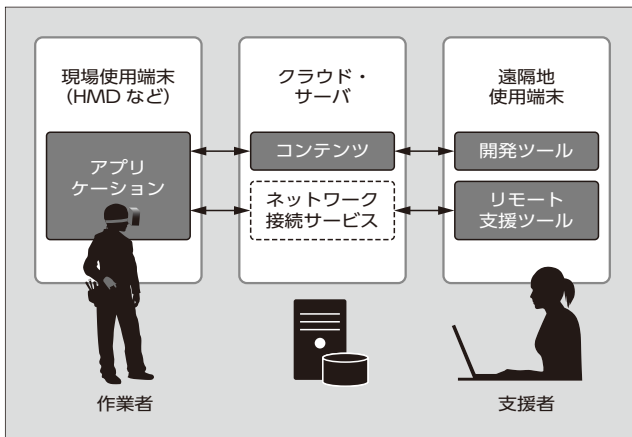 現場使用端末
(HMD など)
クラウド・
サーバ
遠隔地
使用端末
アプリ
ケーション
コンテンツ
開発ツール
ネットワーク
接続サービス
リモート
支援ツール
作業者
支援者